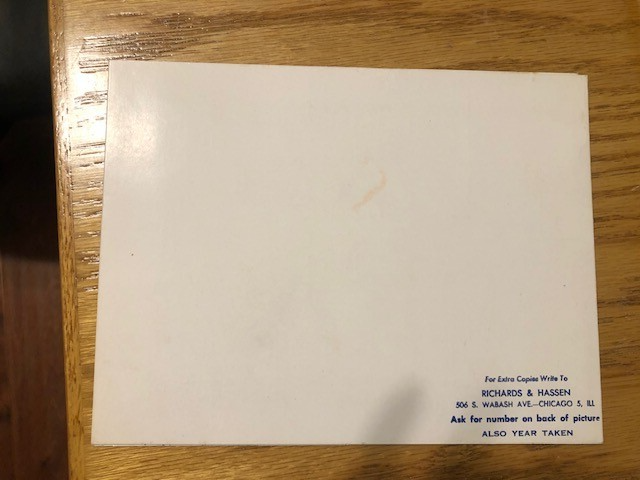 For Extra Copies Write To
RICHARDS & HASSEN
506 S. WABASH AVE.—CHICAGO 5, ILL
Ask for number on back of picture
ALSO YEAR TAKEN